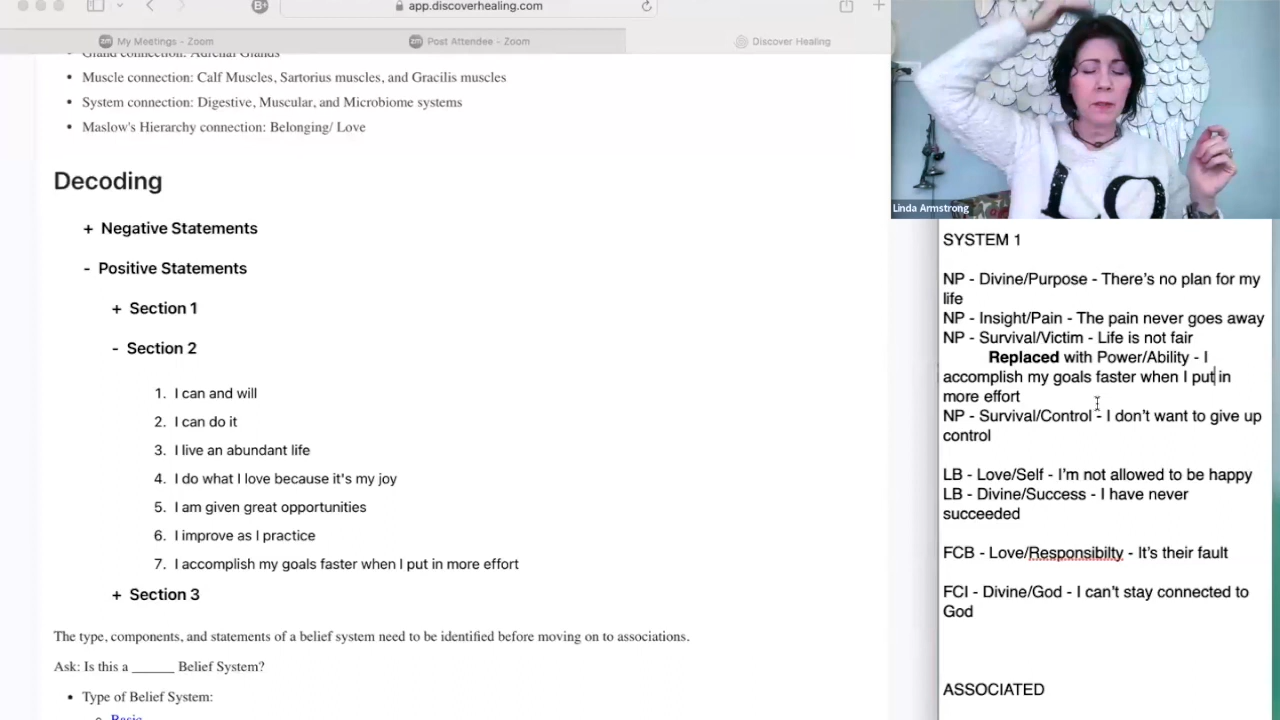 app.discoverhealing.com
My Meetings - Zoom
Post Attendee - Zoom
Discover Healing
Gland connection: Adrenal Glands
• Muscle connection: Calf Muscles, Sartorius muscles, and Gracilis muscles
• System connection: Digestive, Muscular, and Microbiome systems
• Maslow's Hierarchy connection: Belonging/ Love
Decoding
+ Negative Statements
- Positive Statements
+ Section 1
- Section 2
1. I can and will
2. I can do it
3. I live an abundant life
4. I do what I love because it's my joy
5. I am given great opportunities
6. I improve as I practice
7. I accomplish my goals faster when I put in more effort
+ Section 3
The type, components, and statements of a belief system need to be identified before moving on to associations.
Ask: Is this a ______ Belief System?
• Type of Belief System:
Basic
LO
Linda Armstrong
SYSTEM 1
NP - Divine/Purpose - There's no plan for my
life
NP - Insight/Pain - The pain never goes away
NP - Survival/Victim - Life is not fair
Replaced with Power/Ability - I
accomplish my goals faster when I put in
more effort
NP - Survival/Control - I don't want to give up
control
LB - Love/Self - I'm not allowed to be happy
LB - Divine/Success - I have never
succeeded
FCB - Love/Responsibilty - It's their fault
FCI - Divine/God - I can't stay connected to
God
ASSOCIATED